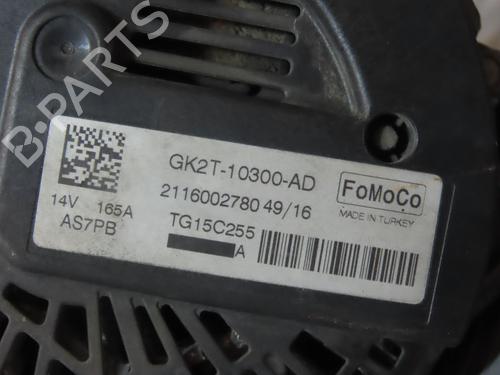 B-PARTS
GK2T-10300-AD
FoMoCo
14V 165A
2116002780 49/16
MADE IN TURKEY
AS7PB
TG15C255
A